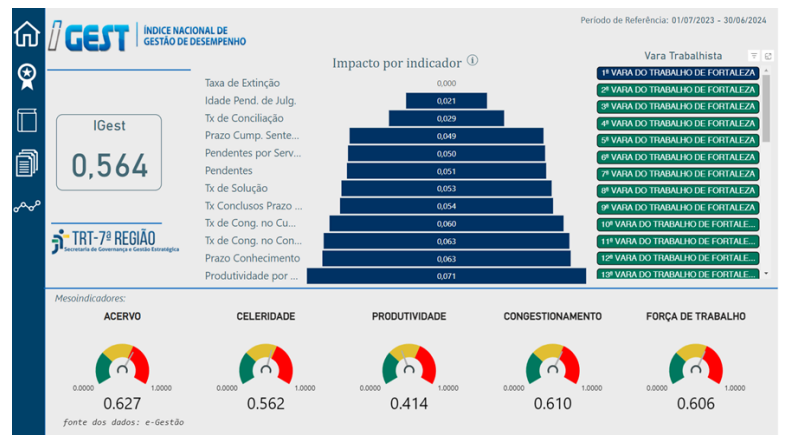 Período de Referência: 01/07/2023 - 30/06/2024
iGEST
ÍNDICE NACIONAL DE
GESTÃO DE DESEMPENHO
IGest
0,564
TRT-7ª REGIÃO
Secretaria de Governança e Gestão Estratégica
Impacto por indicador
Taxa de Extinção 0,000
Idade Pend. de Julg. 0,021
Tx de Conciliação 0,029
Prazo Cump. Sente... 0,049
Pendentes por Serv... 0,050
Pendentes 0,051
Tx de Solução 0,053
Tx Conclusos Prazo ... 0,054
Tx de Cong. no Cu... 0,060
Tx de Cong. no Con... 0,063
Prazo Conhecimento 0,063
Produtividade por ... 0,071
Vara Trabalhista
1ª VARA DO TRABALHO DE FORTALEZA
2ª VARA DO TRABALHO DE FORTALEZA
3ª VARA DO TRABALHO DE FORTALEZA
4ª VARA DO TRABALHO DE FORTALEZA
5ª VARA DO TRABALHO DE FORTALEZA
6ª VARA DO TRABALHO DE FORTALEZA
7ª VARA DO TRABALHO DE FORTALEZA
8ª VARA DO TRABALHO DE FORTALEZA
9ª VARA DO TRABALHO DE FORTALEZA
10ª VARA DO TRABALHO DE FORTALE...
11ª VARA DO TRABALHO DE FORTALE...
12ª VARA DO TRABALHO DE FORTALE...
13ª VARA DO TRABALHO DE FORTALE...
Mesoindicadores:
ACERVO CELERIDADE PRODUTIVIDADE CONGESTIONAMENTO FORÇA DE TRABALHO
0.0000 1.0000 0.0000 1.0000 0.0000 1.0000 0.0000 1.0000 0.0000 1.0000
0.627 0.562 0.414 0.610 0.606
fonte dos dados: e-Gestão